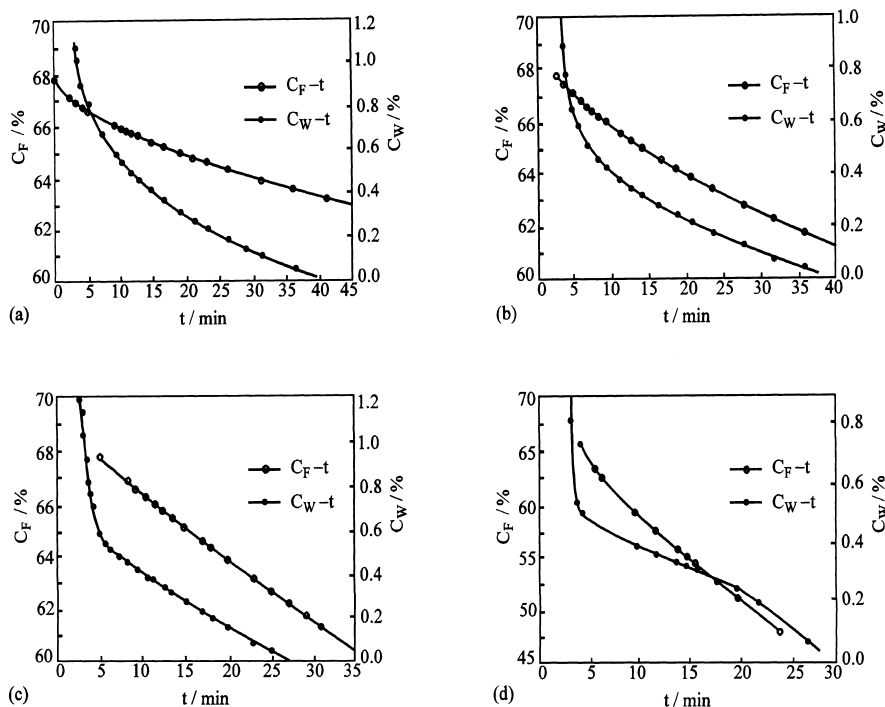 70
68
66
64
62
60
C_F / %
1.2
1.0
0.8
0.6
0.4
0.2
0.0
C_W / %
C_F–t
C_W–t
0 5 10 15 20 25 30 35 40 45
t / min
(a)
70
68
66
64
62
60
C_F / %
1.0
0.8
0.6
0.4
0.2
0.0
C_W / %
C_F–t
C_W–t
0 5 10 15 20 25 30 35 40
t / min
(b)
70
68
66
64
62
60
C_F / %
1.2
1.0
0.8
0.6
0.4
0.2
0.0
C_W / %
C_F–t
C_W–t
0 5 10 15 20 25 30 35
t / min
(c)
70
65
60
55
50
45
C_F / %
0.8
0.6
0.4
0.2
0.0
C_W / %
C_F–t
C_W–t
0 5 10 15 20 25 30
t / min
(d)